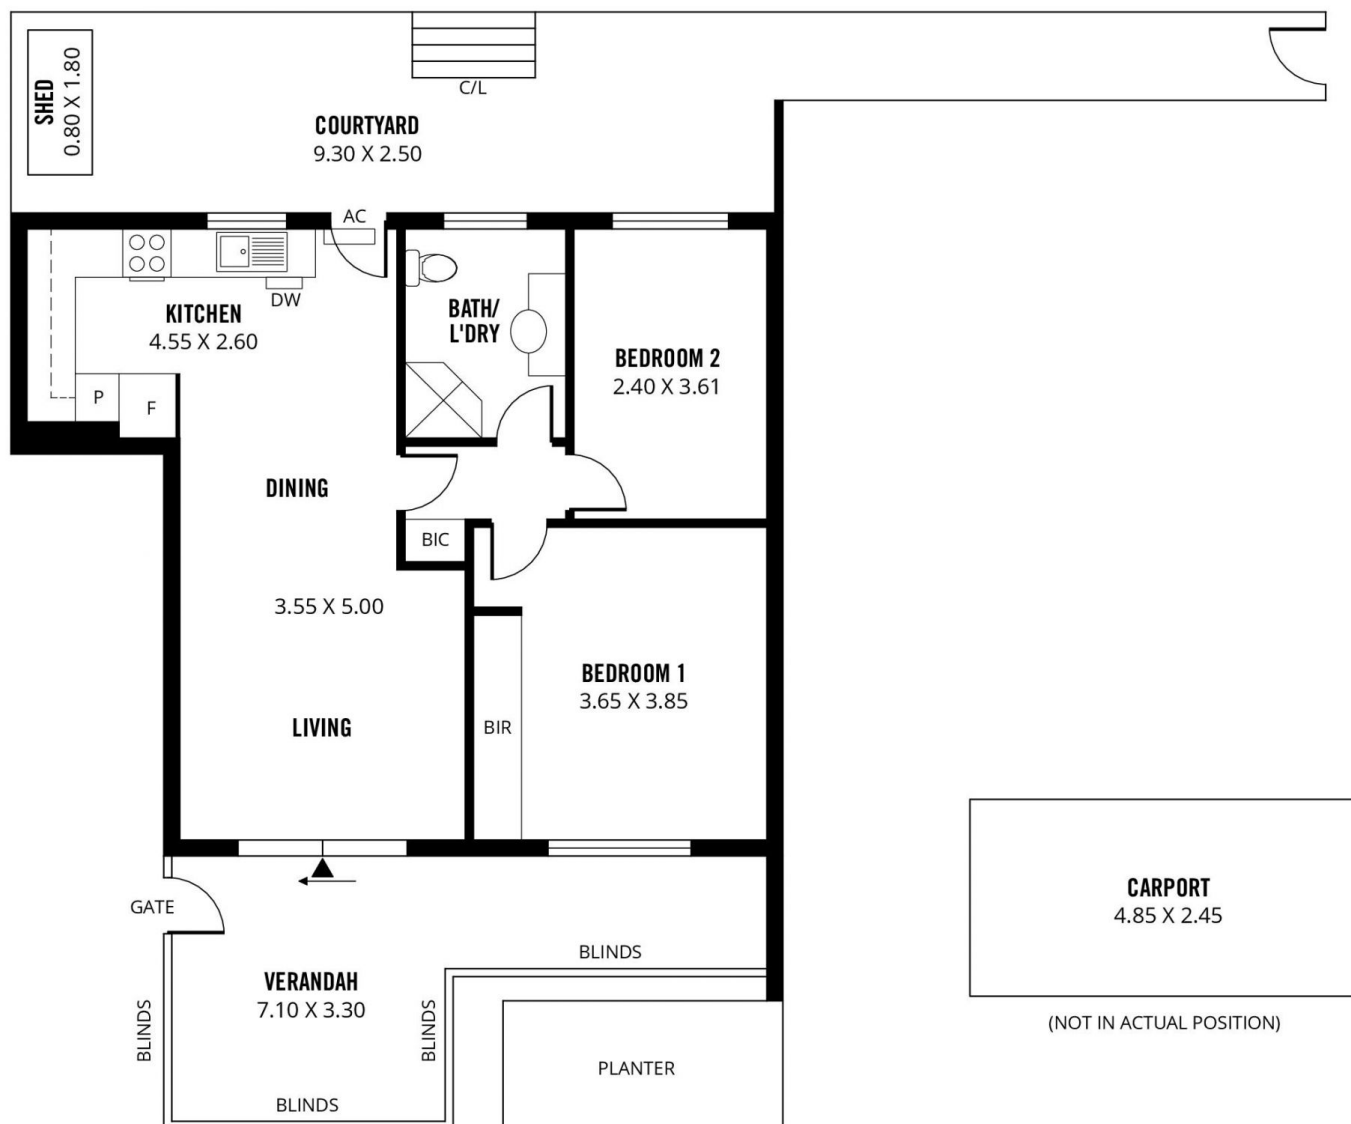 SHED
0.80 X 1.80
C/L
COURTYARD
9.30 X 2.50
AC
DW
KITCHEN
4.55 X 2.60
P
F
BATH/
L'DRY
BEDROOM 2
2.40 X 3.61
DINING
BIC
3.55 X 5.00
LIVING
BEDROOM 1
3.65 X 3.85
BIR
GATE
BLINDS
VERANDAH
7.10 X 3.30
BLINDS
BLINDS
BLINDS
PLANTER
CARPORT
4.85 X 2.45
(NOT IN ACTUAL POSITION)